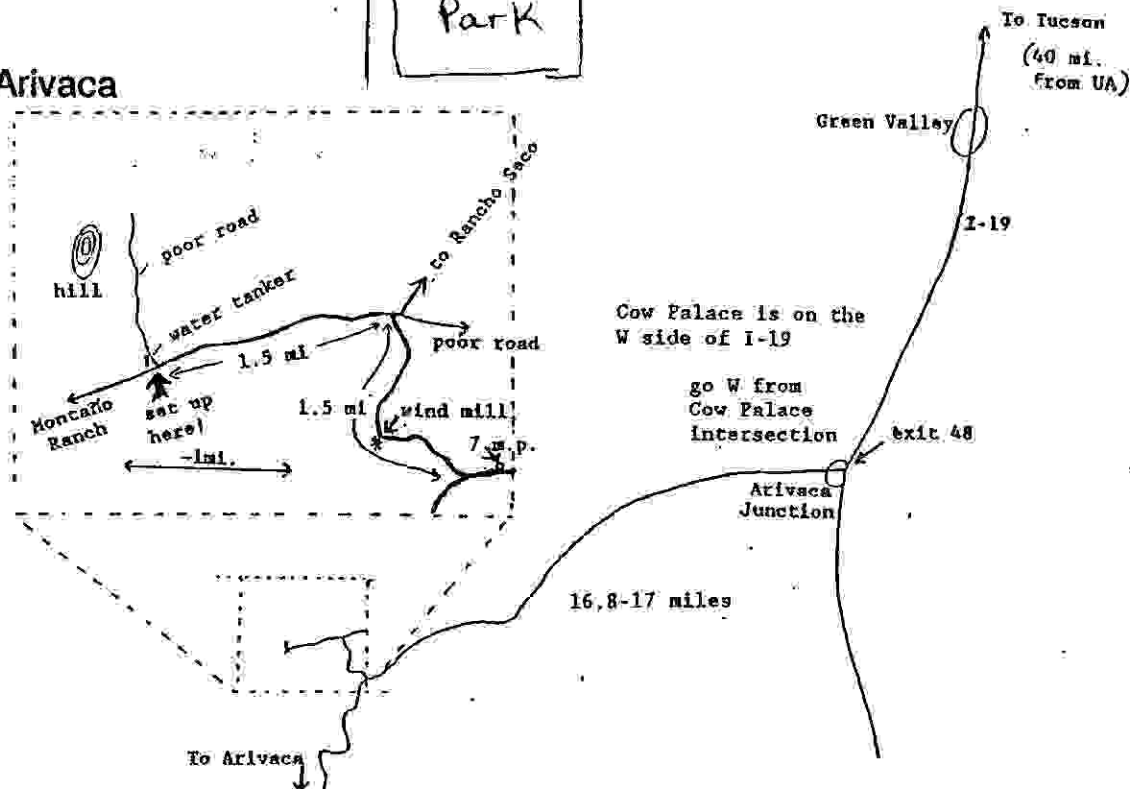 Park
Arivaca
To Tucson
(40 mi.
from UA)
Green Valley
I-19
to Rancho Seco
poor road
hill
water tanker
poor road
1.5 mi
Montaño
Ranch
set up
here!
1.5 mi
wind mill
*
7 m.p.
~1mi.
Cow Palace is on the
W side of I-19
go W from
Cow Palace
Intersection
exit 48
Arivaca
Junction
16.8-17 miles
To Arivaca